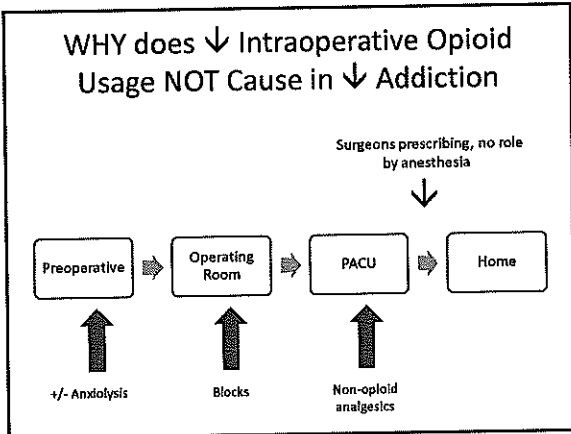 WHY does ↓ Intraoperative Opioid
Usage NOT Cause in ↓ Addiction
Surgeons prescribing, no role
by anesthesia
Preoperative
Operating
Room
PACU
Home
+/- Anxiolysis
Blocks
Non-opioid
analgesics